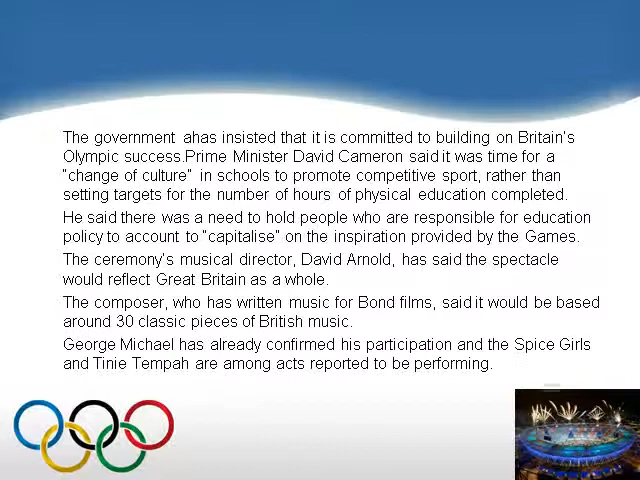 The government ahas insisted that it is committed to building on Britain's
Olympic success.Prime Minister David Cameron said it was time for a
"change of culture" in schools to promote competitive sport, rather than
setting targets for the number of hours of physical education completed.
He said there was a need to hold people who are responsible for education
policy to account to "capitalise" on the inspiration provided by the Games.
The ceremony's musical director, David Arnold, has said the spectacle
would reflect Great Britain as a whole.
The composer, who has written music for Bond films, said it would be based
around 30 classic pieces of British music.
George Michael has already confirmed his participation and the Spice Girls
and Tinie Tempah are among acts reported to be performing.